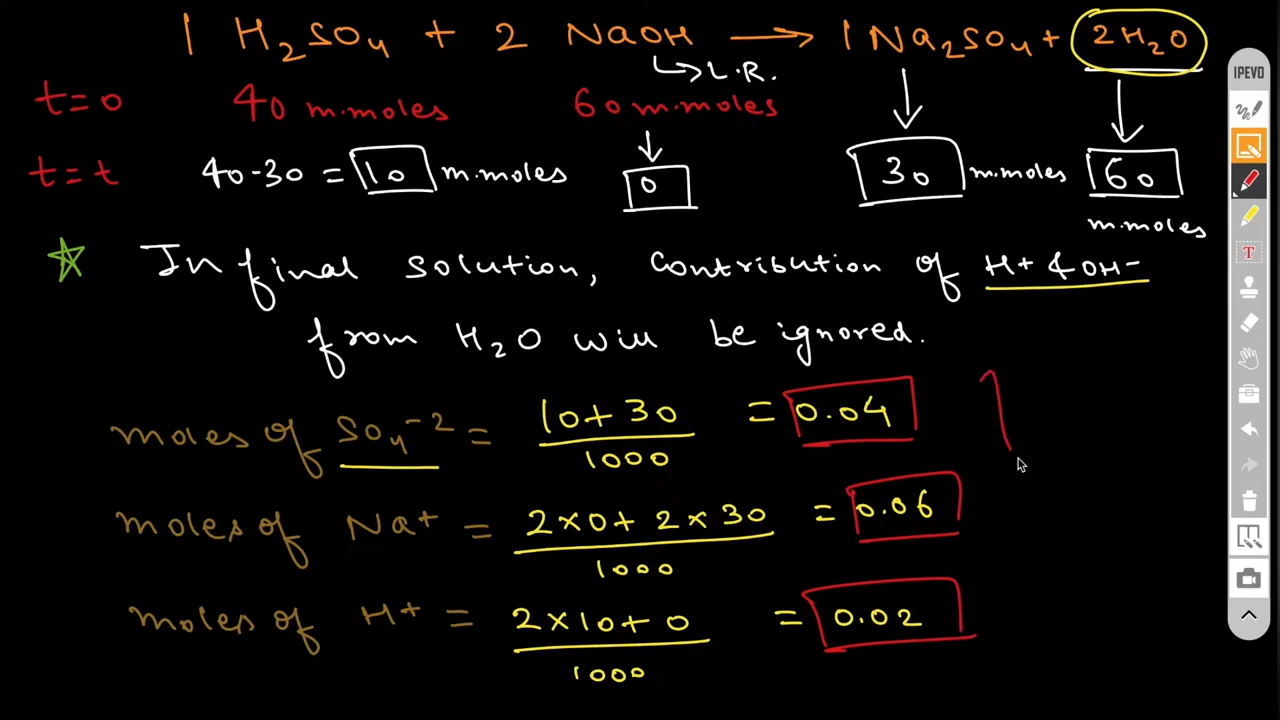 1 H₂SO₄ + 2 NaOH → 1 Na₂SO₄ + 2H₂O
L.R.
t=0 40 m.moles 60 m.moles
t=t 40-30 = 10 m.moles 0 30 m.moles 60 m.moles
In final solution, contribution of H+ & OH-
from H₂O will be ignored.
moles of SO₄⁻² = 10+30 / 1000 = 0.04
moles of Na⁺ = 2×0+2×30 / 1000 = 0.06
moles of H⁺ = 2×10+0 / 1000 = 0.02
IPEVO
T